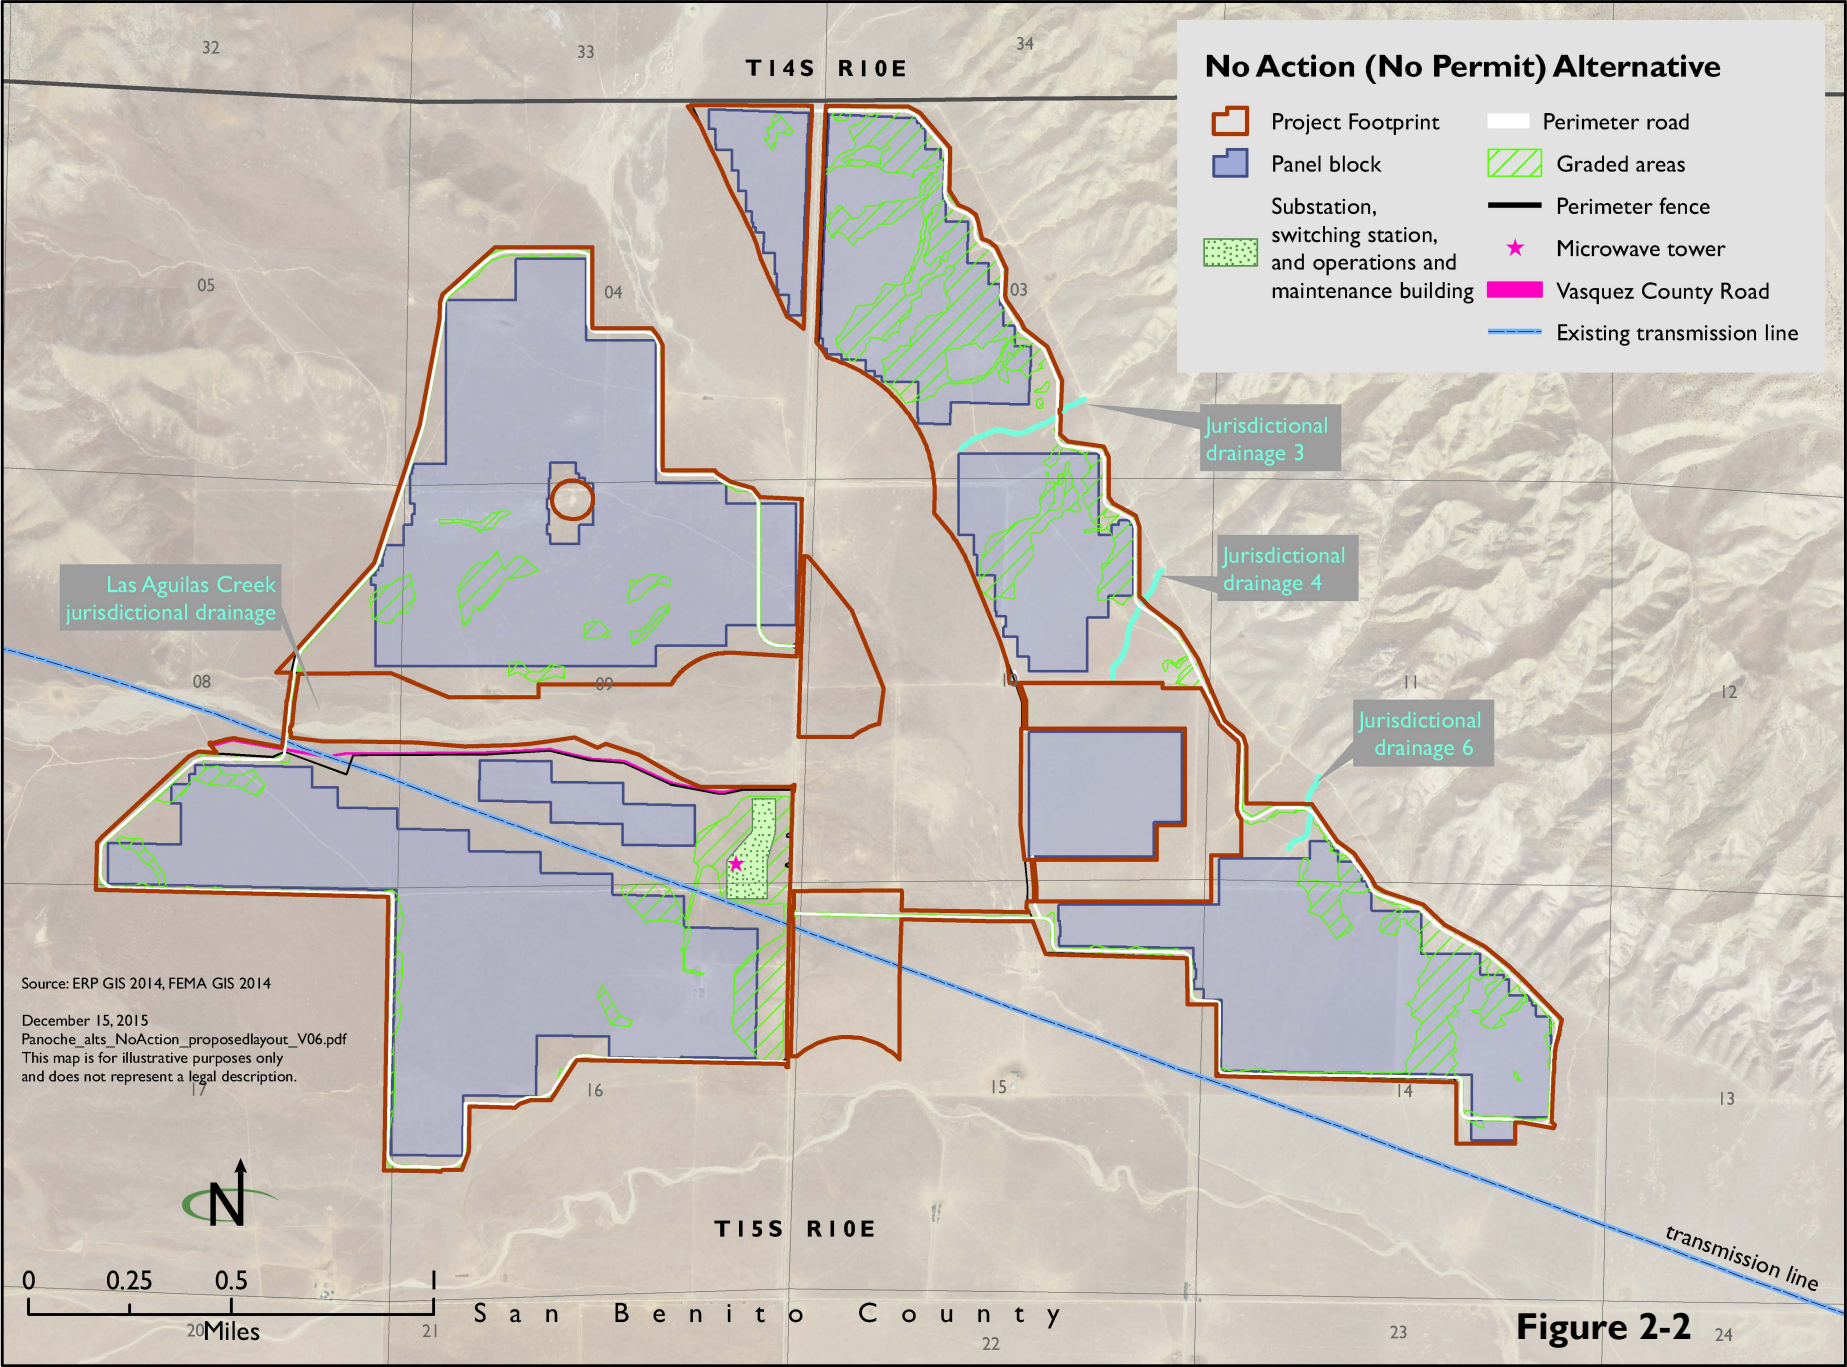 32
33
34
T14S R10E
No Action (No Permit) Alternative
Project Footprint
Panel block
Substation,
switching station,
and operations and
maintenance building
Perimeter road
Graded areas
Perimeter fence
Microwave tower
Vasquez County Road
Existing transmission line
05
04
03
Jurisdictional
drainage 3
Jurisdictional
drainage 4
Las Aguilas Creek
jurisdictional drainage
08
09
10
11
12
Jurisdictional
drainage 6
Source: ERP GIS 2014, FEMA GIS 2014
December 15, 2015
Panoche_alts_NoAction_proposedlayout_V06.pdf
This map is for illustrative purposes only
and does not represent a legal description.
17
16
15
14
13
N
T15S R10E
transmission line
0 0.25 0.5 1
Miles
San Benito County
Figure 2-2
20
21
22
23
24